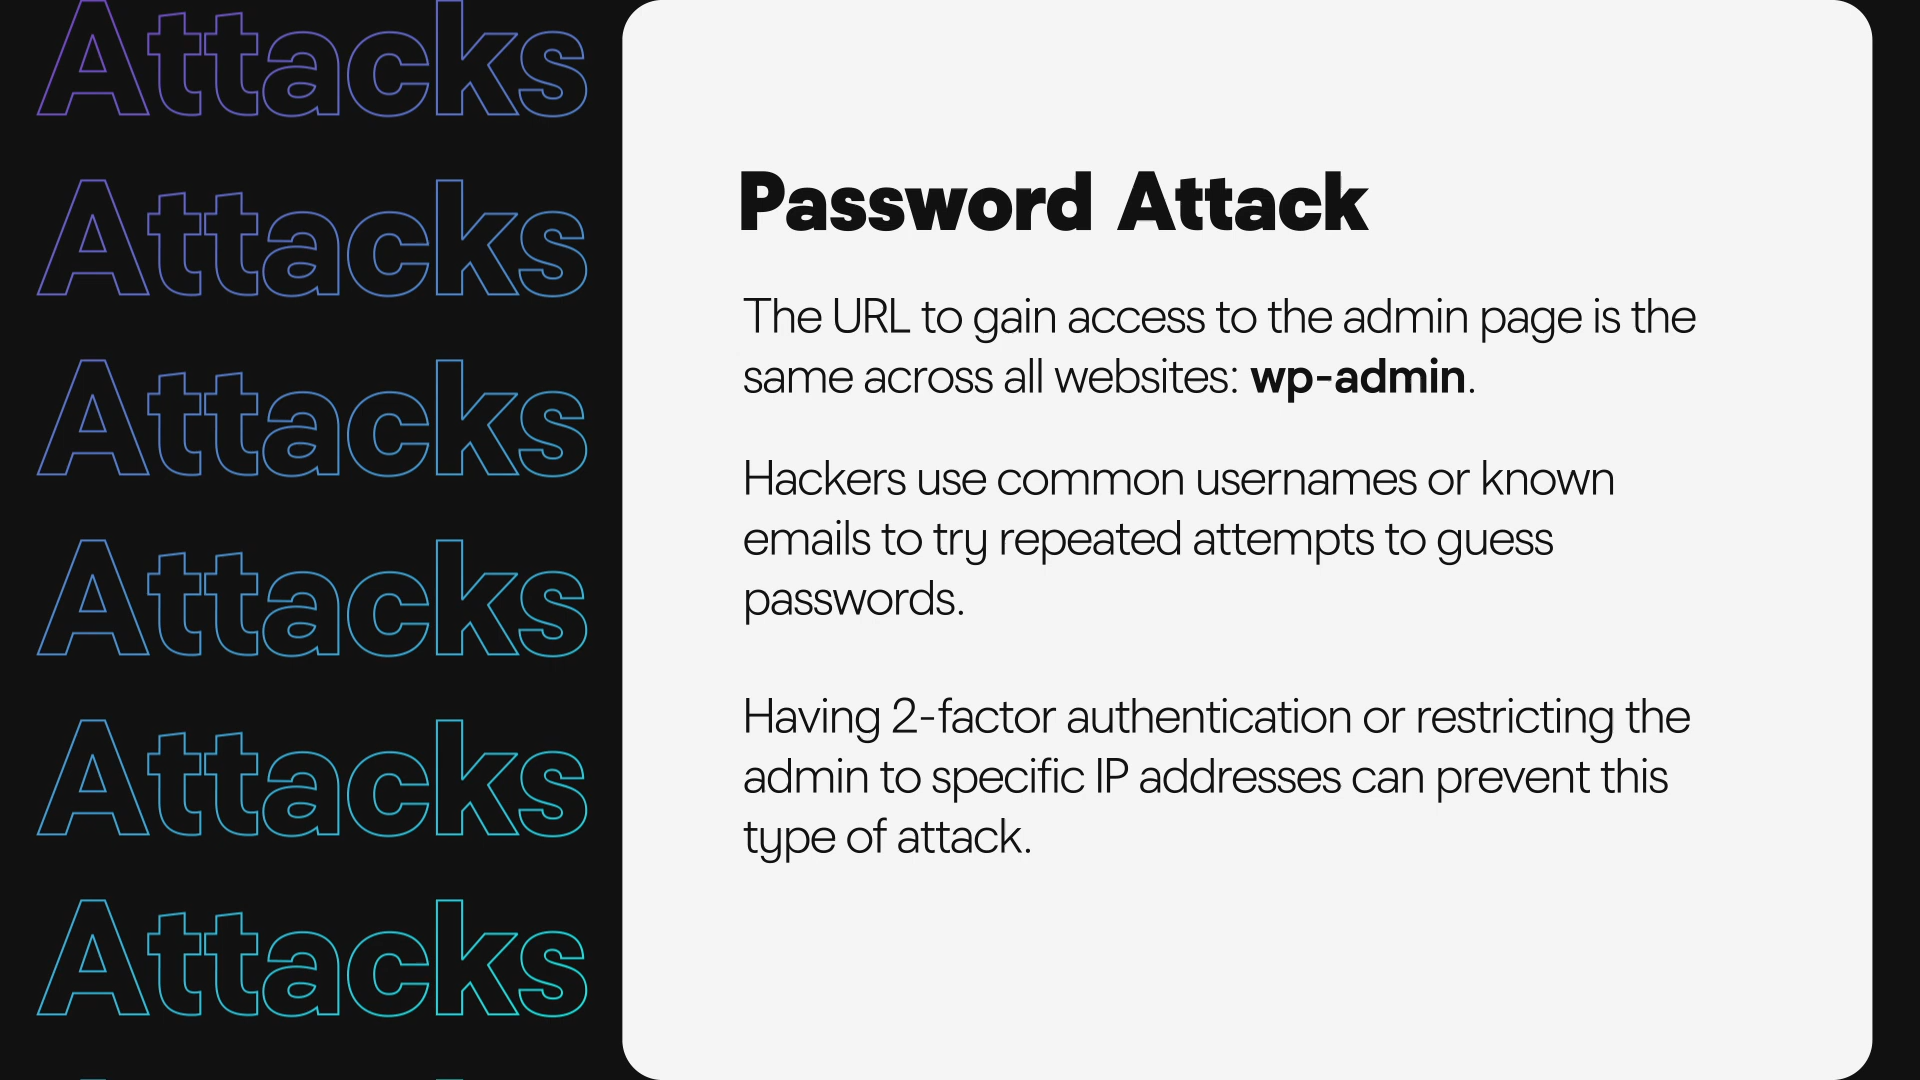 Attacks
Attacks
Attacks
Attacks
Attacks
Attacks
Password Attack
The URL to gain access to the admin page is the
same across all websites: wp-admin.
Hackers use common usernames or known
emails to try repeated attempts to guess
passwords.
Having 2-factor authentication or restricting the
admin to specific IP addresses can prevent this
type of attack.